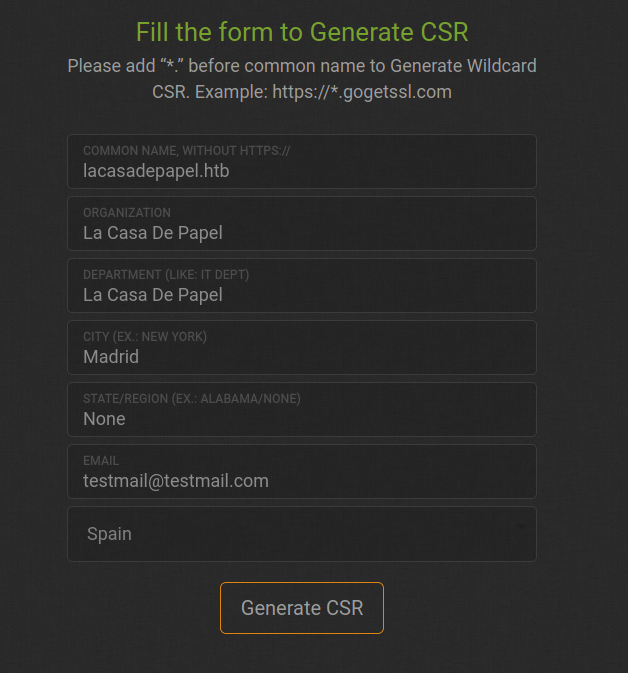 Fill the form to Generate CSR
Please add “*.” before common name to Generate Wildcard
CSR. Example: https://*.gogetssl.com
COMMON NAME, WITHOUT HTTPS://
lacasadepapel.htb
ORGANIZATION
La Casa De Papel
DEPARTMENT (LIKE: IT DEPT)
La Casa De Papel
CITY (EX.: NEW YORK)
Madrid
STATE/REGION (EX.: ALABAMA/NONE)
None
EMAIL
testmail@testmail.com
Spain
Generate CSR